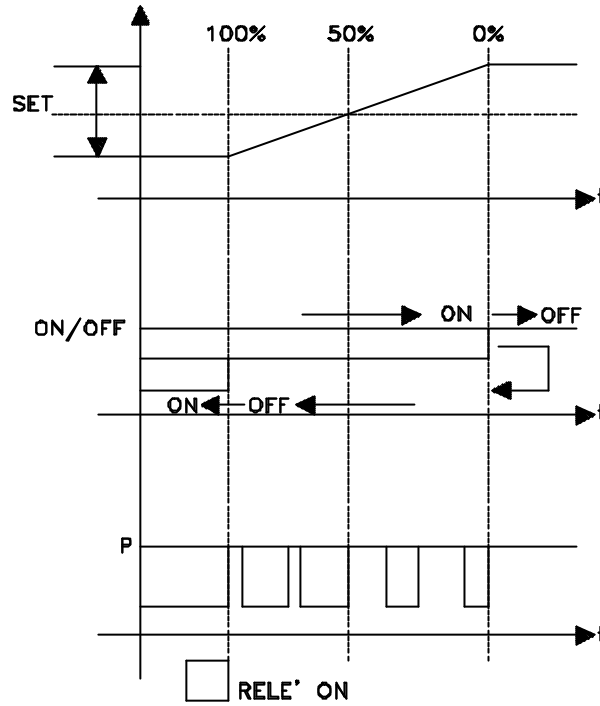 100% 50% 0%
SET
t
ON OFF
ON/OFF
ON OFF
t
P
t
RELE' ON